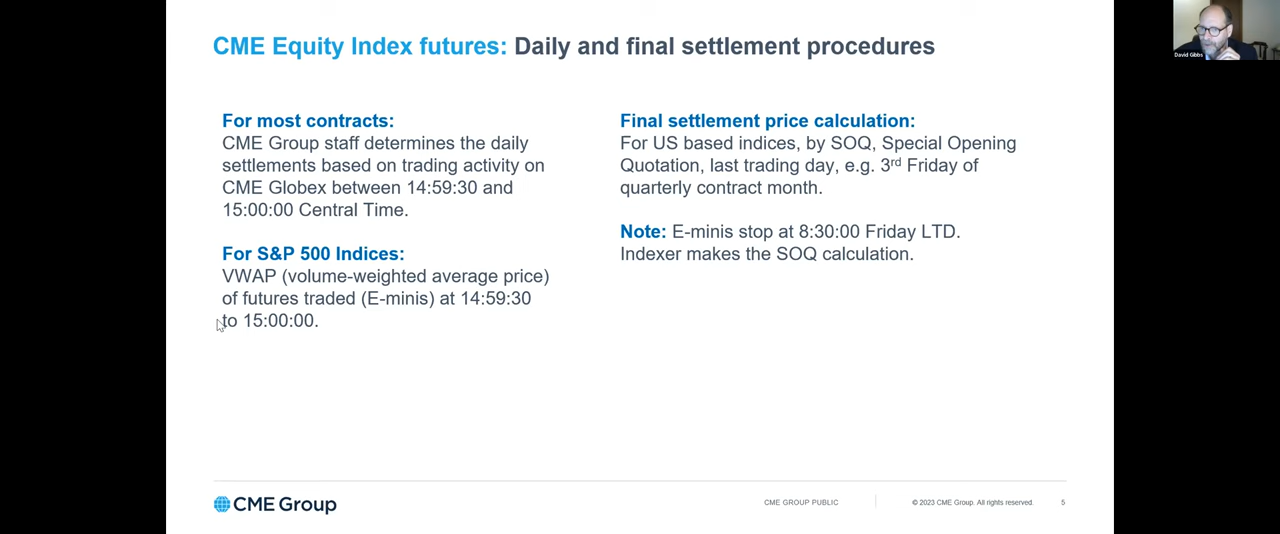 CME Equity Index futures: Daily and final settlement procedures
For most contracts:
CME Group staff determines the daily
settlements based on trading activity on
CME Globex between 14:59:30 and
15:00:00 Central Time.
For S&P 500 Indices:
VWAP (volume-weighted average price)
of futures traded (E-minis) at 14:59:30
to 15:00:00.
Final settlement price calculation:
For US based indices, by SOQ, Special Opening
Quotation, last trading day, e.g. 3rd Friday of
quarterly contract month.
Note: E-minis stop at 8:30:00 Friday LTD.
Indexer makes the SOQ calculation.
CME Group
CME GROUP PUBLIC
© 2023 CME Group. All rights reserved.
5
David Gibbs